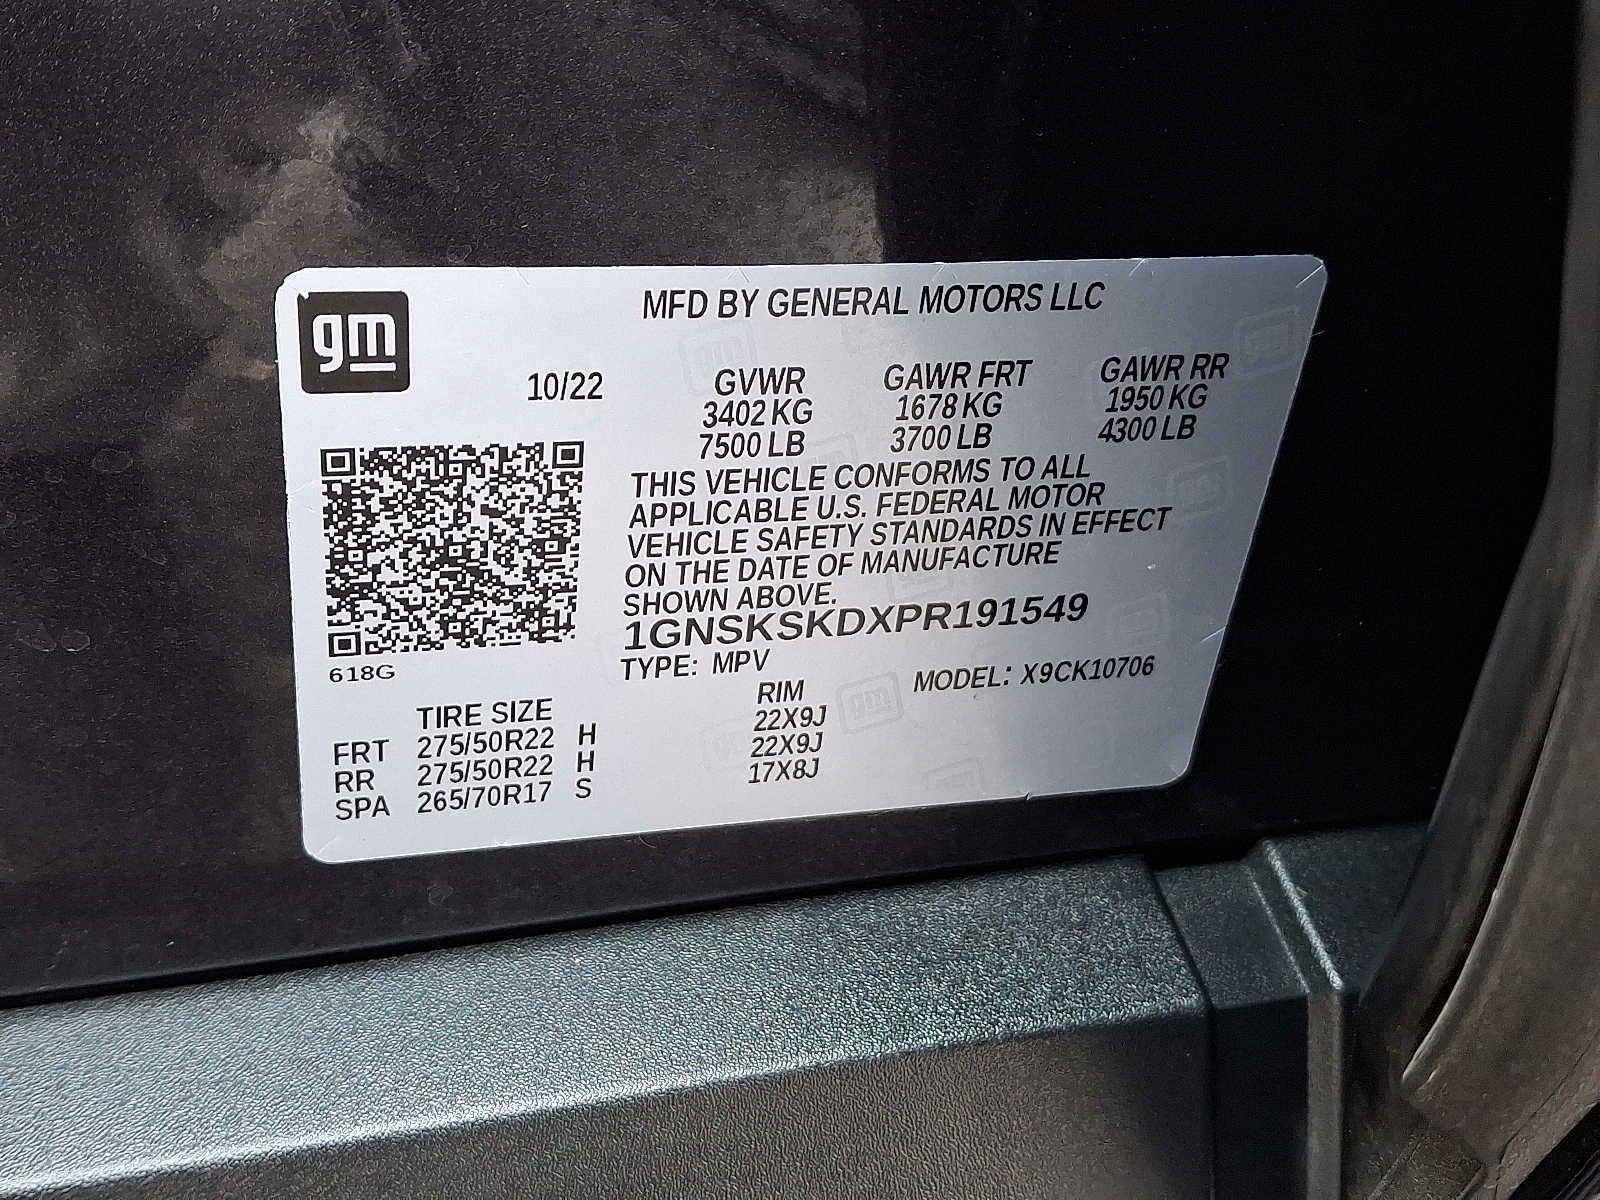 gm
MFD BY GENERAL MOTORS LLC
10/22
GVWR GAWR FRT GAWR RR
3402 KG 1678 KG 1950 KG
7500 LB 3700 LB 4300 LB
THIS VEHICLE CONFORMS TO ALL
APPLICABLE U.S. FEDERAL MOTOR
VEHICLE SAFETY STANDARDS IN EFFECT
ON THE DATE OF MANUFACTURE
SHOWN ABOVE.
1GNSKSKDXPR191549
TYPE: MPV MODEL: X9CK10706
618G
TIRE SIZE RIM
FRT 275/50R22 H 22X9J
RR 275/50R22 H 22X9J
SPA 265/70R17 S 17X8J